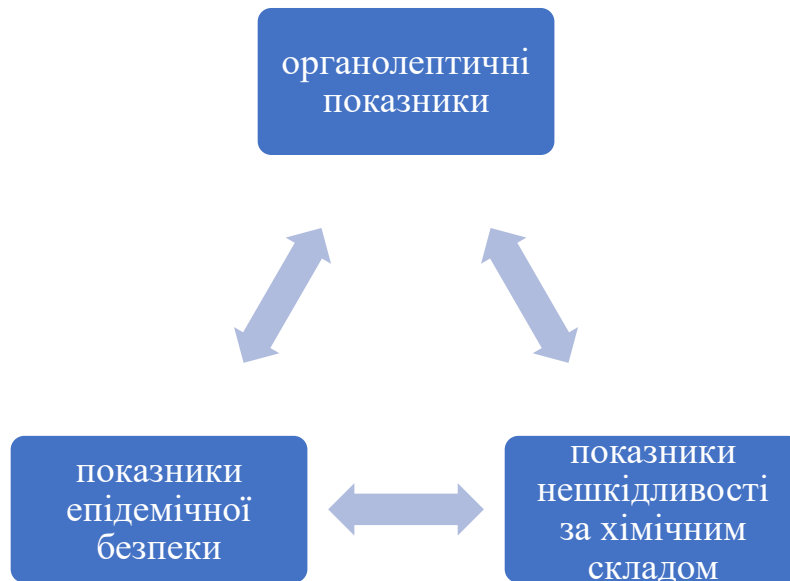 органолептичні
показники
показники
епідемічної
безпеки
показники
нешкідливості
за хімічним
складом